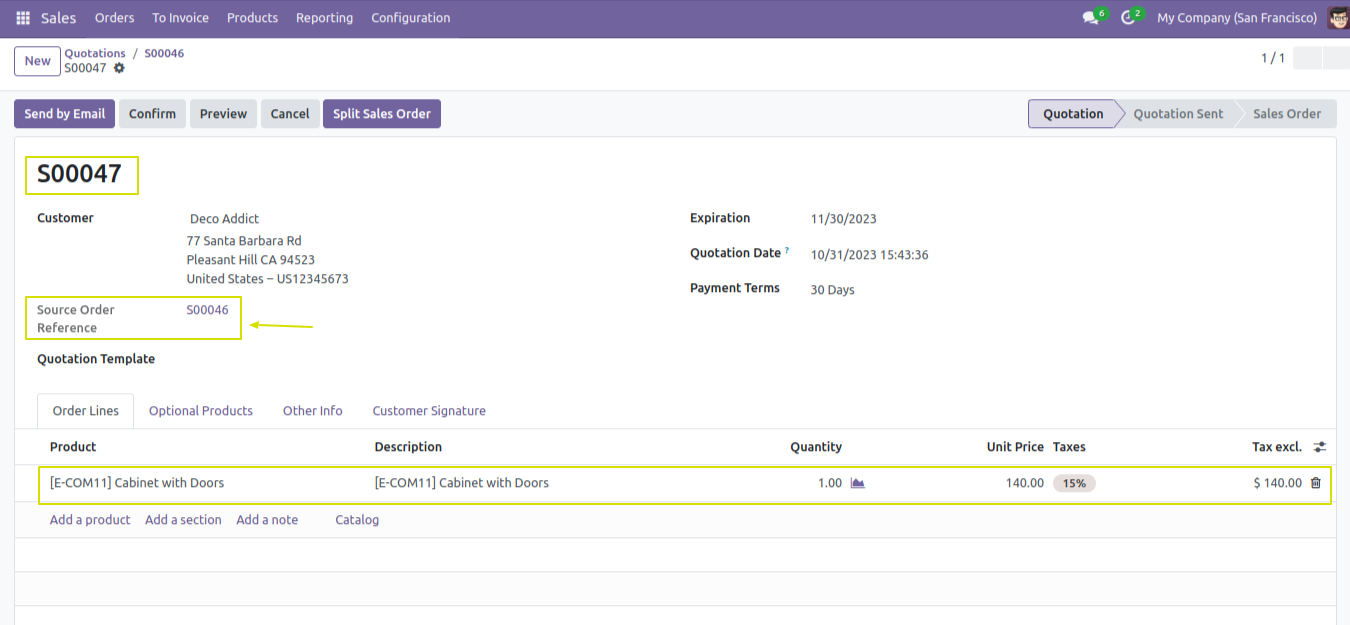 Sales Orders To Invoice Products Reporting Configuration 6 2 My Company (San Francisco)
New Quotations / S00046
S00047 1 / 1
Send by Email Confirm Preview Cancel Split Sales Order Quotation Quotation Sent Sales Order
S00047
Customer Deco Addict Expiration 11/30/2023
77 Santa Barbara Rd
Pleasant Hill CA 94523 Quotation Date ? 10/31/2023 15:43:36
United States – US12345673
Payment Terms 30 Days
Source Order S00046
Reference
Quotation Template
Order Lines Optional Products Other Info Customer Signature
Product Description Quantity Unit Price Taxes Tax excl.
[E-COM11] Cabinet with Doors [E-COM11] Cabinet with Doors 1.00 140.00 15% $ 140.00
Add a product Add a section Add a note Catalog